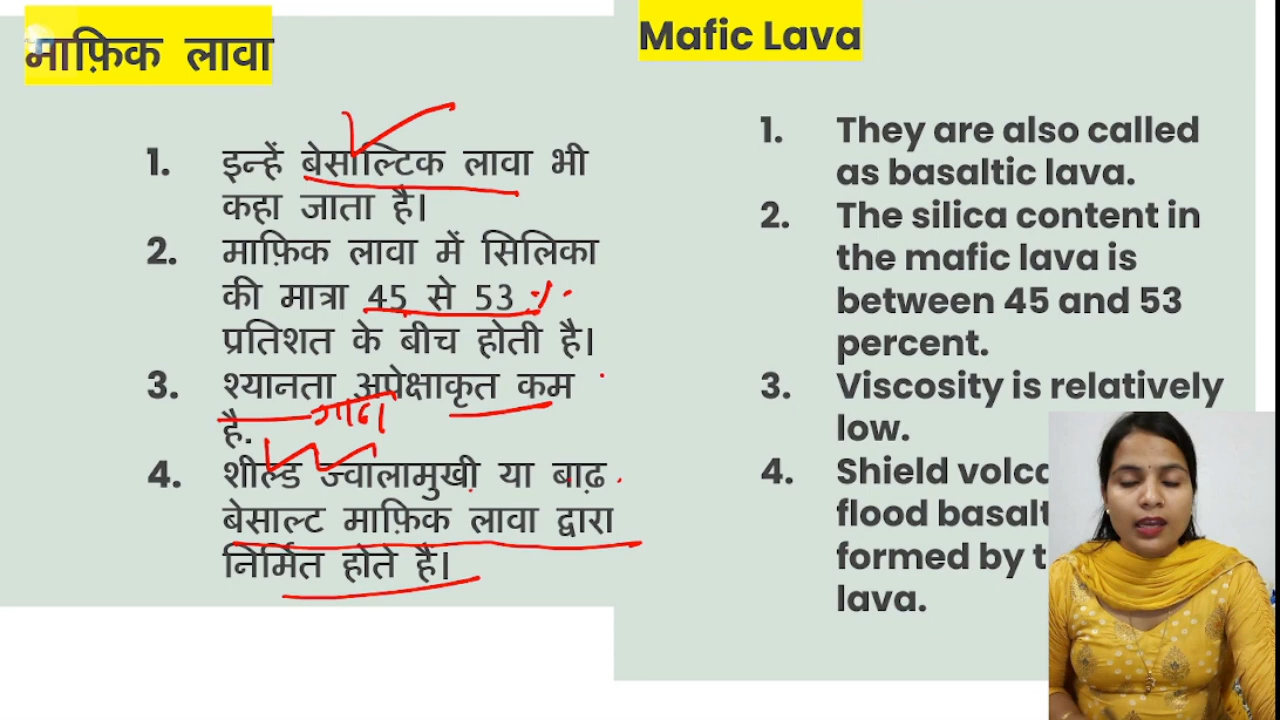 माफ़िक लावा
1. इन्हें बेसाल्टिक लावा भी
कहा जाता है।
2. माफ़िक लावा में सिलिका
की मात्रा 45 से 53 %
प्रतिशत के बीच होती है।
3. श्यानता अपेक्षाकृत कम
है.
4. शील्ड ज्वालामुखी या बाढ़
बेसाल्ट माफ़िक लावा द्वारा
निर्मित होते हैं।
Mafic Lava
1. They are also called
as basaltic lava.
2. The silica content in
the mafic lava is
between 45 and 53
percent.
3. Viscosity is relatively
low.
4. Shield
flood
formed by
lava.